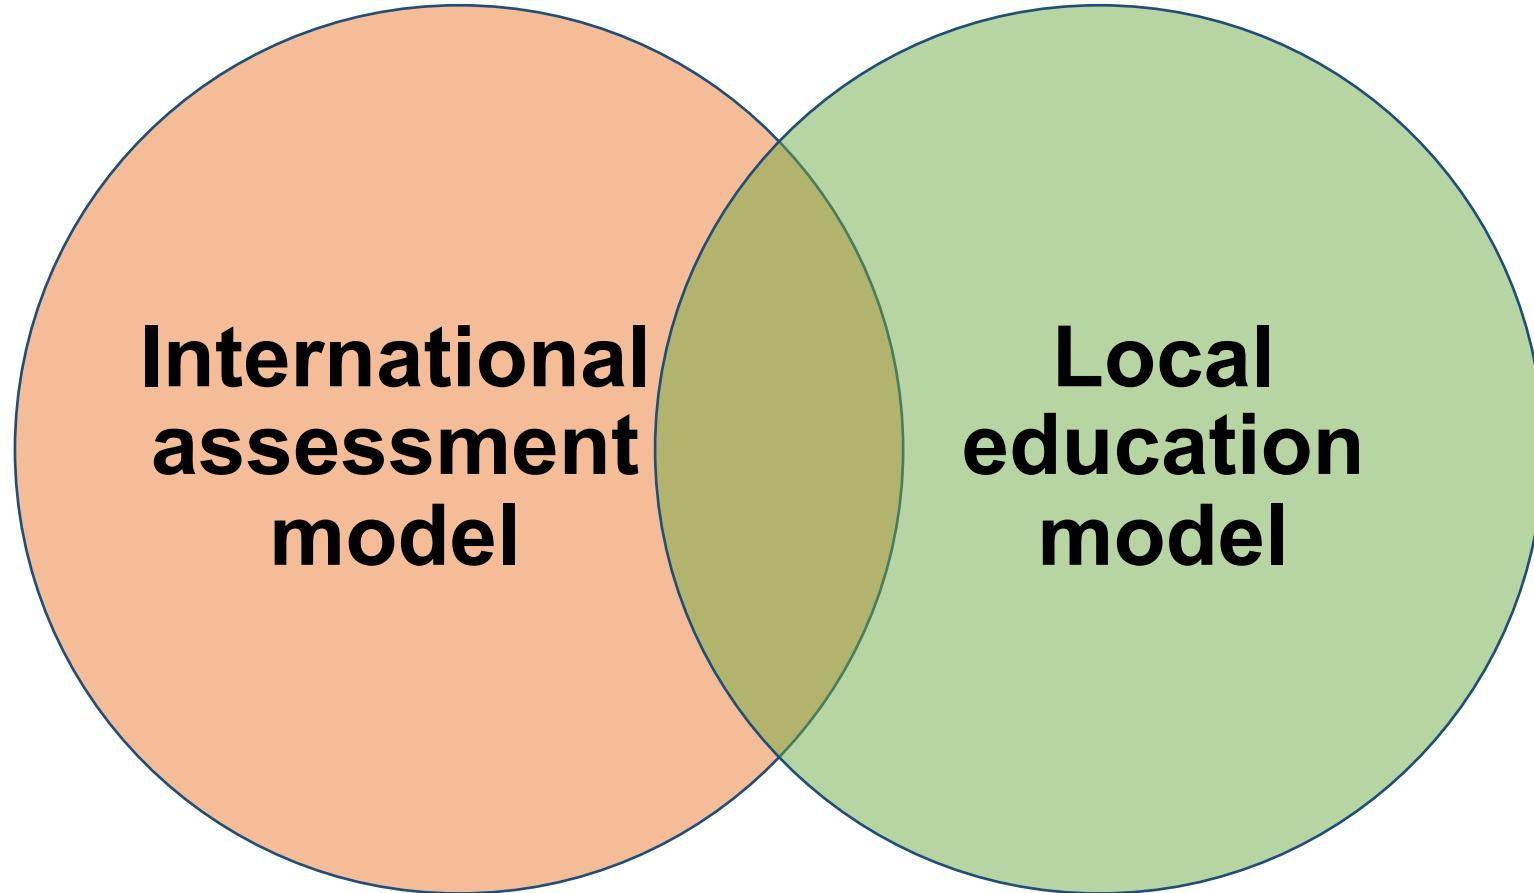 International
assessment
model
Local
education
model